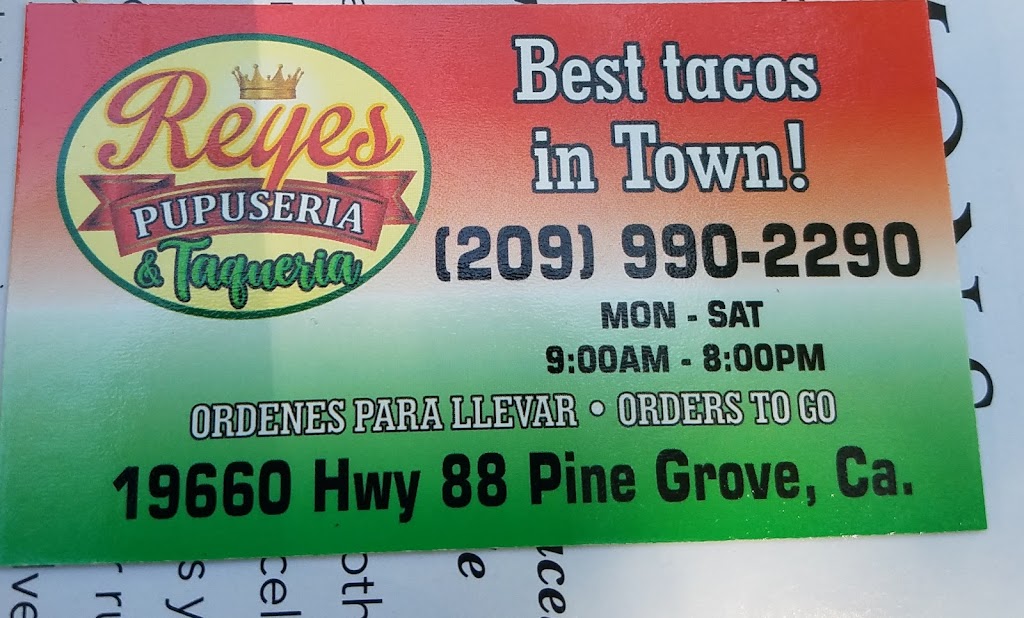 Reyes
PUPUSERIA
& Taqueria
Best tacos
in Town!
(209) 990-2290
MON - SAT
9:00AM - 8:00PM
ORDENES PARA LLEVAR • ORDERS TO GO
19660 Hwy 88 Pine Grove, Ca.